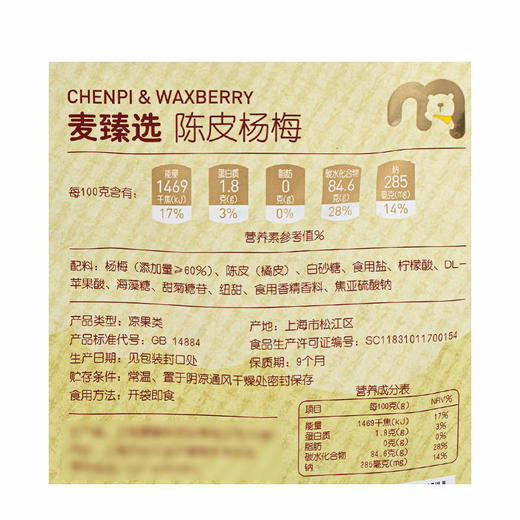 CHENPI & WAXBERRY
麦臻选 陈皮杨梅
每100克含有:
能量 1469 千焦(kJ) 17%
蛋白质 1.8 克(g) 3%
脂肪 0 克(g) 0%
碳水化合物 84.6 克(g) 28%
钠 285 毫克(mg) 14%
营养素参考值%
配料：杨梅（添加量≥60%）、陈皮（橘皮）、白砂糖、食用盐、柠檬酸、DL-
苹果酸、海藻糖、甜菊糖苷、纽甜、食用香精香料、焦亚硫酸钠
产品类型：凉果类
产地：上海市松江区
产品标准代号：GB 14884
食品生产许可证编号：SC11831011700154
生产日期：见包装封口处
保质期：9个月
贮存条件：常温、置于阴凉通风干燥处密封保存
食用方法：开袋即食
营养成分表
项目 每100克(g) NRV%
能量 1469千焦(kJ) 17%
蛋白质 1.8克(g) 3%
脂肪 0克(g) 0%
碳水化合物 84.6克(g) 28%
钠 285毫克(mg) 14%